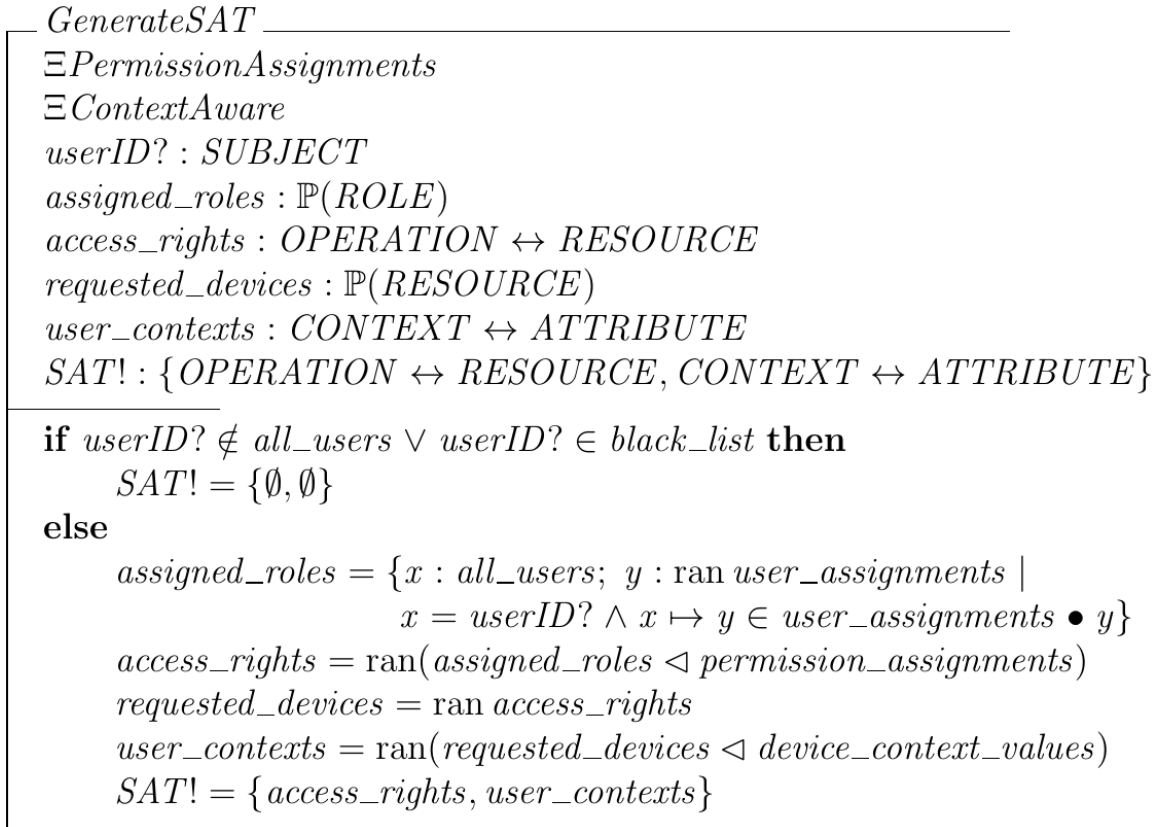 GenerateSAT
ΞPermissionAssignments
ΞContextAware
userID? : SUBJECT
assigned_roles : ℙ(ROLE)
access_rights : OPERATION ↔ RESOURCE
requested_devices : ℙ(RESOURCE)
user_contexts : CONTEXT ↔ ATTRIBUTE
SAT! : {OPERATION ↔ RESOURCE, CONTEXT ↔ ATTRIBUTE}
if userID? ∉ all_users ∨ userID? ∈ black_list then
SAT! = {∅, ∅}
else
assigned_roles = {x : all_users; y : ran user_assignments |
x = userID? ∧ x ↦ y ∈ user_assignments • y}
access_rights = ran(assigned_roles ◁ permission_assignments)
requested_devices = ran access_rights
user_contexts = ran(requested_devices ◁ device_context_values)
SAT! = {access_rights, user_contexts}